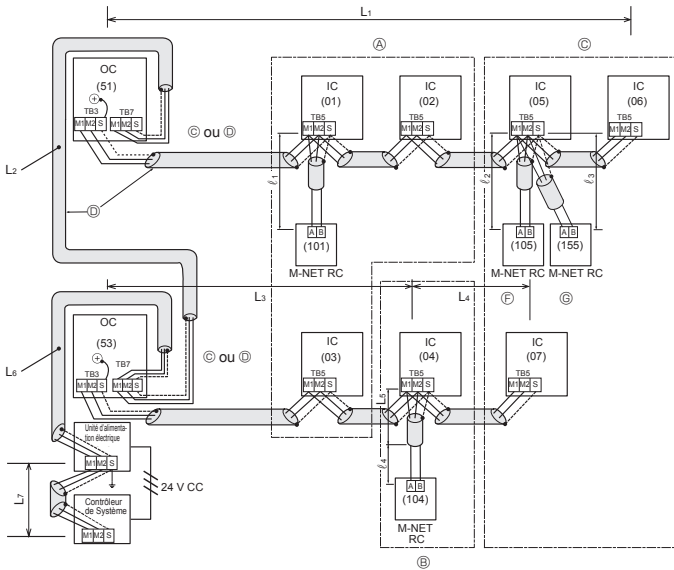 L1
Ⓐ
Ⓒ
OC
(51)
TB3
TB7
M1 M2 S
M1 M2 S
IC
(01)
TB5
M1 M2 S
IC
(02)
TB5
M1 M2 S
IC
(05)
TB5
M1 M2 S
IC
(06)
TB5
M1 M2 S
Ⓒ ou Ⓓ
L2
Ⓓ
ℓ1
ℓ2
ℓ3
A B
(101)
M-NET RC
A B
(105)
M-NET RC
A B
(155)
M-NET RC
L3
L4
Ⓕ
Ⓖ
OC
(53)
TB3
TB7
M1 M2 S
M1 M2 S
Ⓒ ou Ⓓ
IC
(03)
TB5
M1 M2 S
IC
(04)
TB5
M1 M2 S
IC
(07)
TB5
M1 M2 S
L6
L5
ℓ4
Unité d'alimenta-
tion électrique
M1 M2 S
24 V CC
L7
Contrôleur
de Système
M1 M2 S
A B
(104)
M-NET
RC
Ⓑ